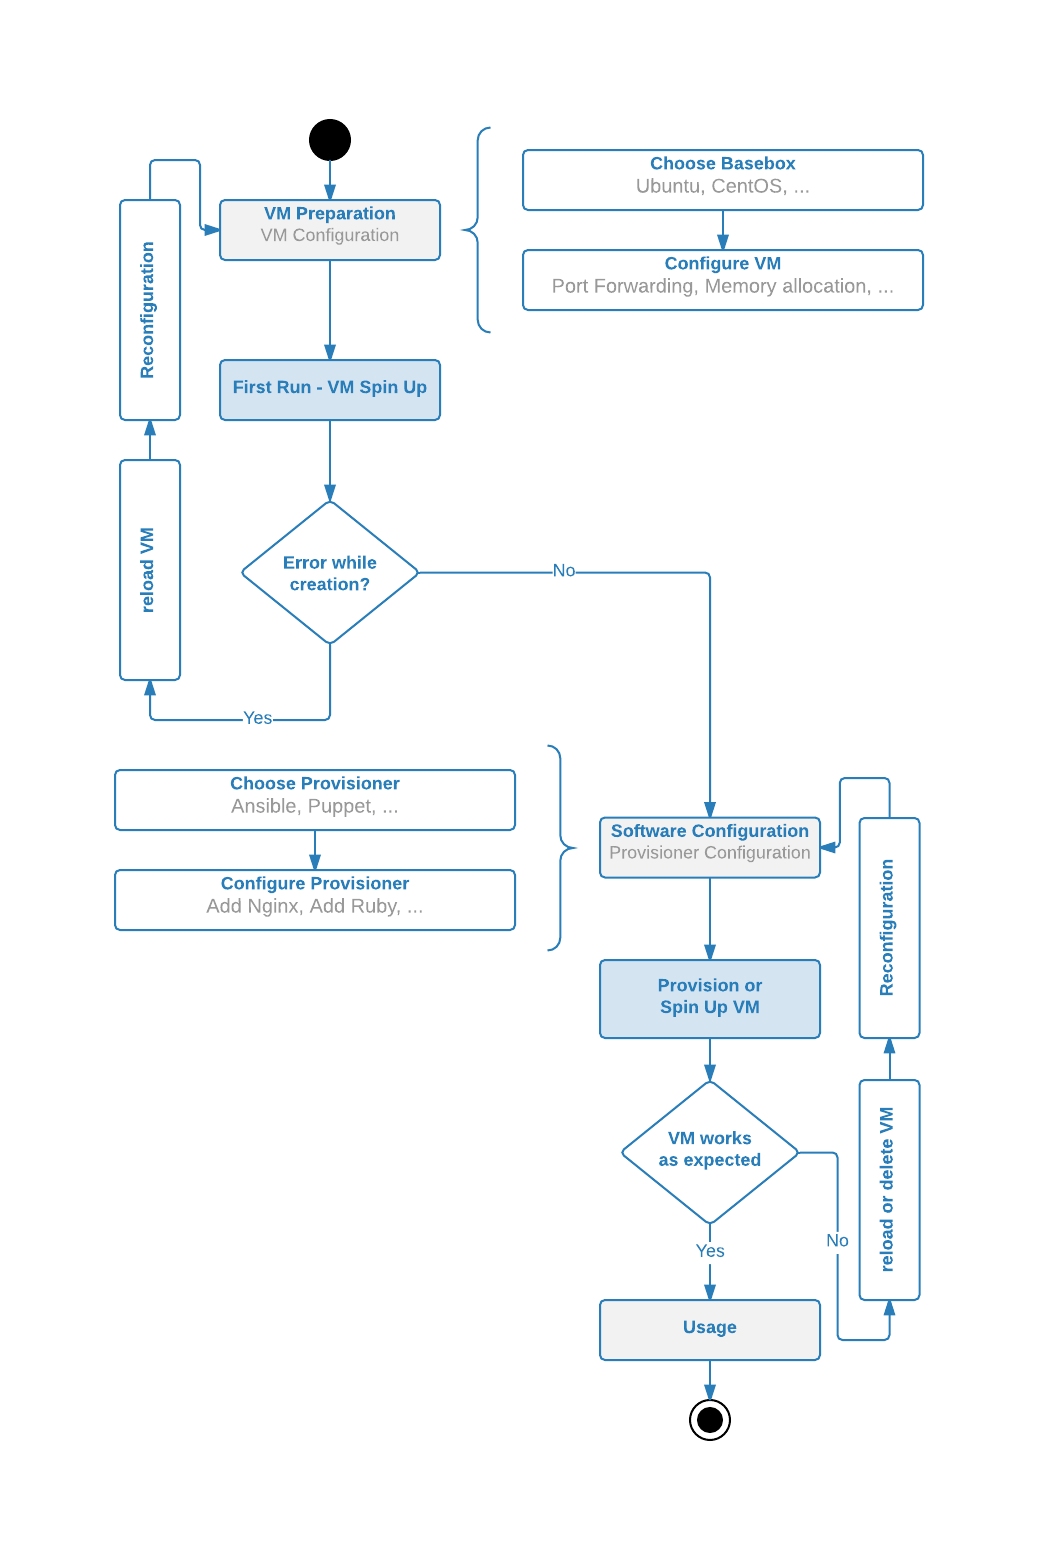 VM Preparation
VM Configuration
Choose Basebox
Ubuntu, CentOS, ...
Configure VM
Port Forwarding, Memory allocation, ...
Reconfiguration
First Run - VM Spin Up
reload VM
Error while
creation?
No
Yes
Choose Provisioner
Ansible, Puppet, ...
Configure Provisioner
Add Nginx, Add Ruby, ...
Software Configuration
Provisioner Configuration
Reconfiguration
Provision or
Spin Up VM
VM works
as expected
reload or delete VM
No
Yes
Usage